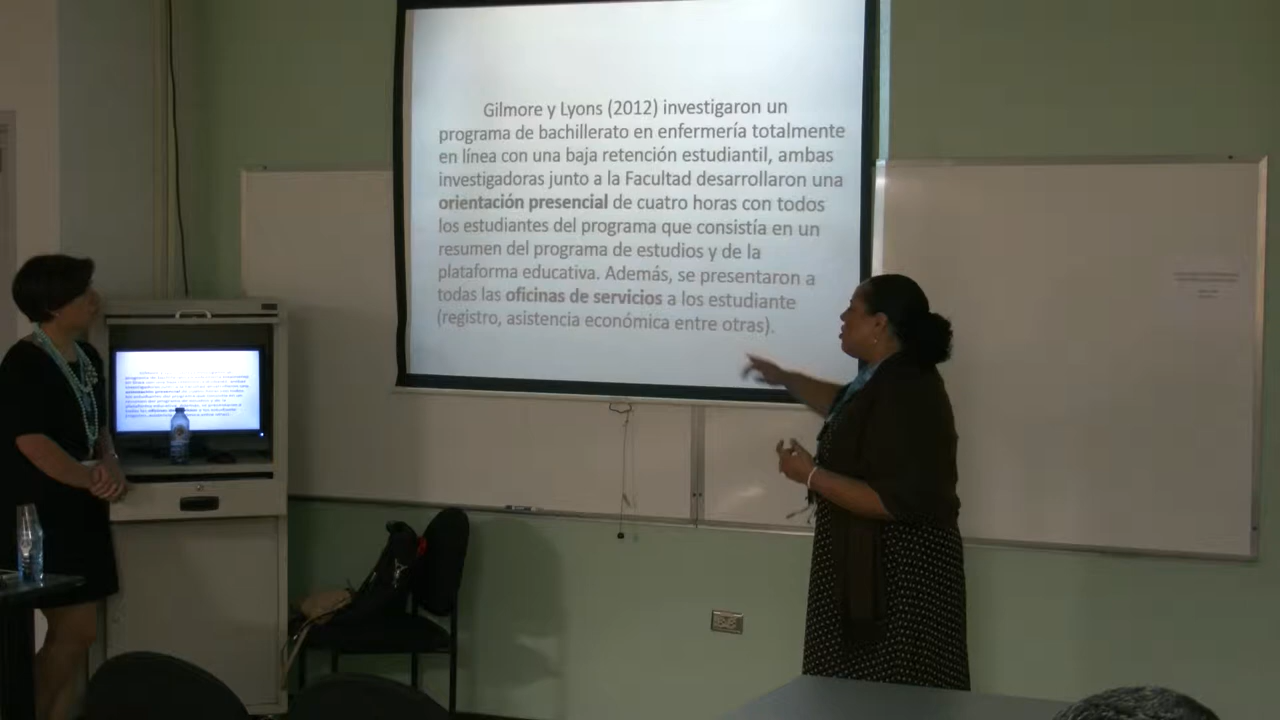 Gilmore y Lyons (2012) investigaron un
programa de bachillerato en enfermería totalmente
en línea con una baja retención estudiantil, ambas
investigadoras junto a la Facultad desarrollaron una
orientación presencial de cuatro horas con todos
los estudiantes del programa que consistía en un
resumen del programa de estudios y de la
plataforma educativa. Además, se presentaron a
todas las oficinas de servicios a los estudiante
(registro, asistencia económica entre otras).